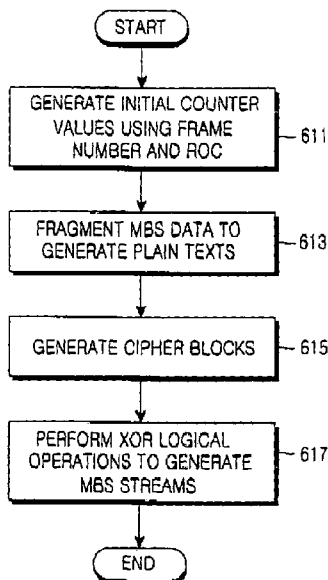 START
GENERATE INITIAL COUNTER
VALUES USING FRAME
NUMBER AND ROC
611
FRAGMENT MBS DATA TO
GENERATE PLAIN TEXTS
613
GENERATE CIPHER BLOCKS
615
PERFORM XOR LOGICAL
OPERATIONS TO GENERATE
MBS STREAMS
617
END